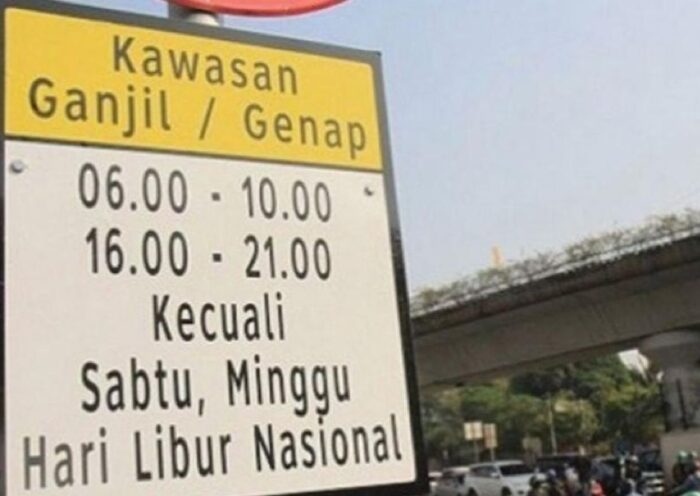 Kawasan
Ganjil / Genap
06.00 - 10.00
16.00 - 21.00
Kecuali
Sabtu, Minggu
Hari Libur Nasional